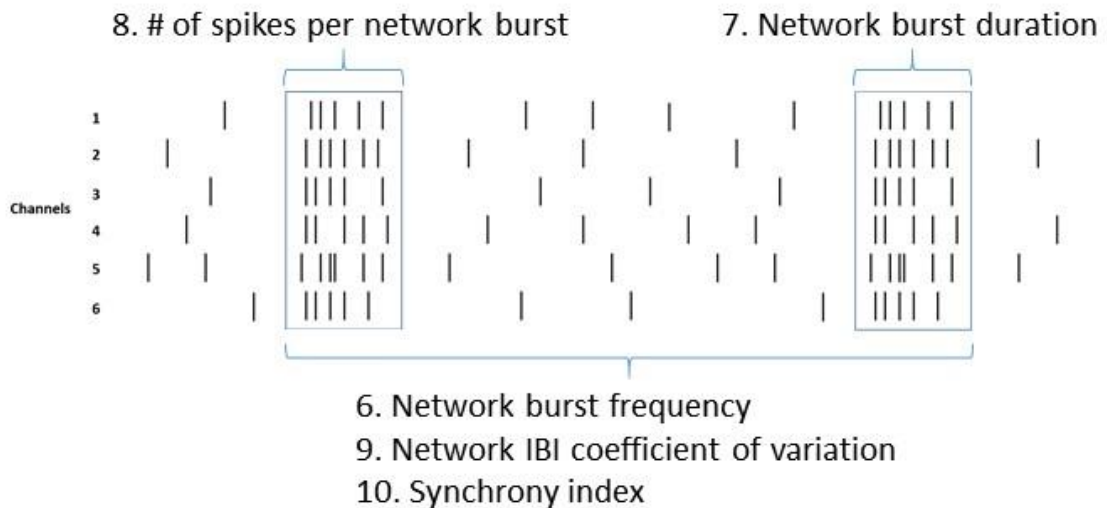 8. # of spikes per network burst
7. Network burst duration
1
2
3
Channels
4
5
6
6. Network burst frequency
9. Network IBI coefficient of variation
10. Synchrony index